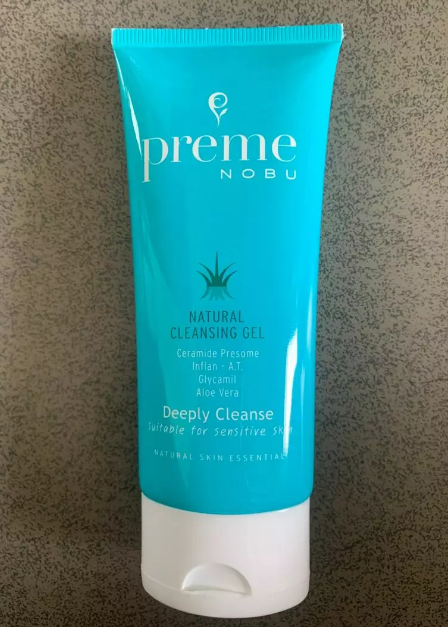 preme
NOBU
NATURAL
CLEANSING GEL
Ceramide Presome
Inflan - A.T.
Glycamil
Aloe Vera
Deeply Cleanse
Suitable for sensitive skin
NATURAL SKIN ESSENTIAL